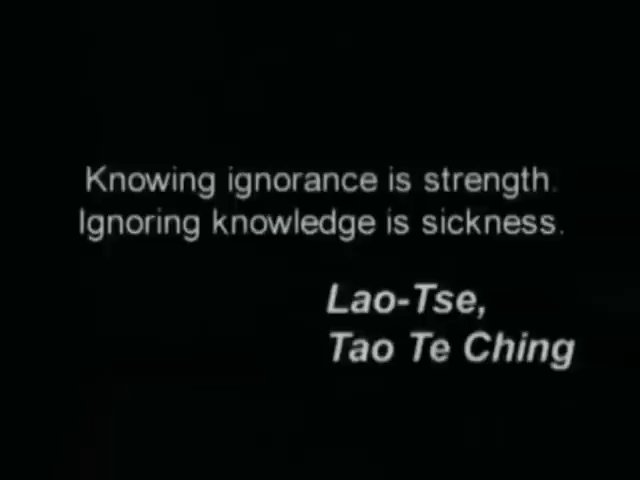 Knowing ignorance is strength.
Ignoring knowledge is sickness.
Lao-Tse,
Tao Te Ching